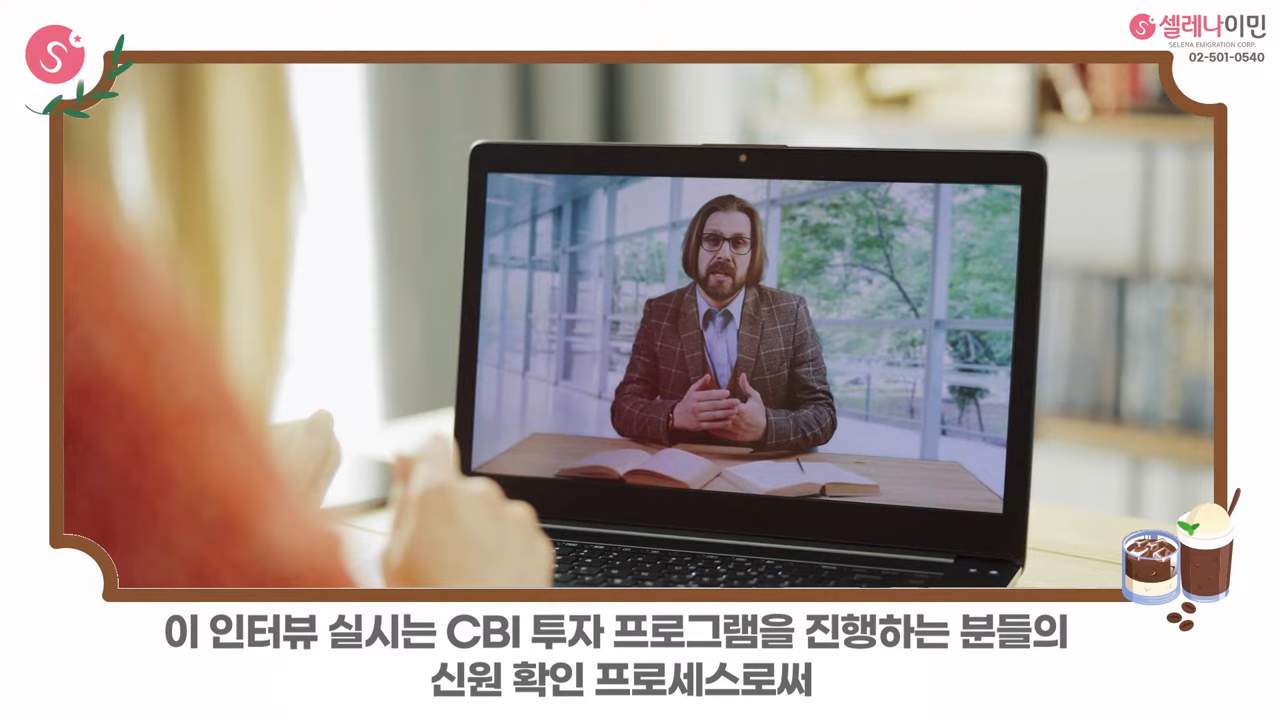 S
셀레나이민
SELENA EMIGRATION CORP.
02-501-0540
이 인터뷰 실시는 CBI 투자 프로그램을 진행하는 분들의
신원 확인 프로세스로써